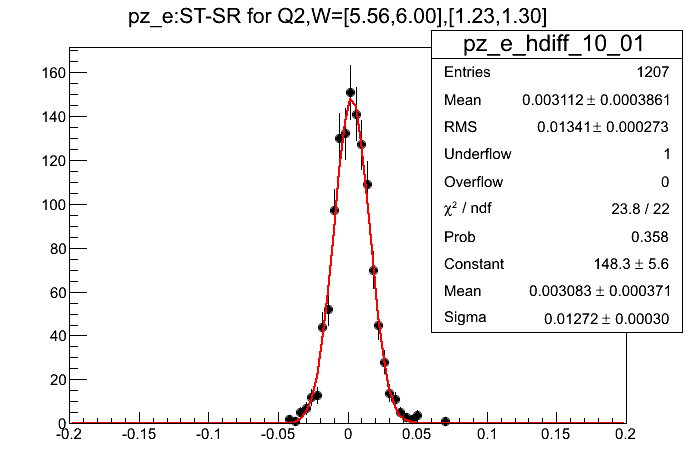 pz_e:ST-SR for Q2,W=[5.56,6.00],[1.23,1.30]
pz_e_hdiff_10_01
Entries 1207
Mean 0.003112 ± 0.0003861
RMS 0.01341 ± 0.000273
Underflow 1
Overflow 0
χ² / ndf 23.8 / 22
Prob 0.358
Constant 148.3 ± 5.6
Mean 0.003083 ± 0.000371
Sigma 0.01272 ± 0.00030
160
140
120
100
80
60
40
20
0
-0.2 -0.15 -0.1 -0.05 0 0.05 0.1 0.15 0.2